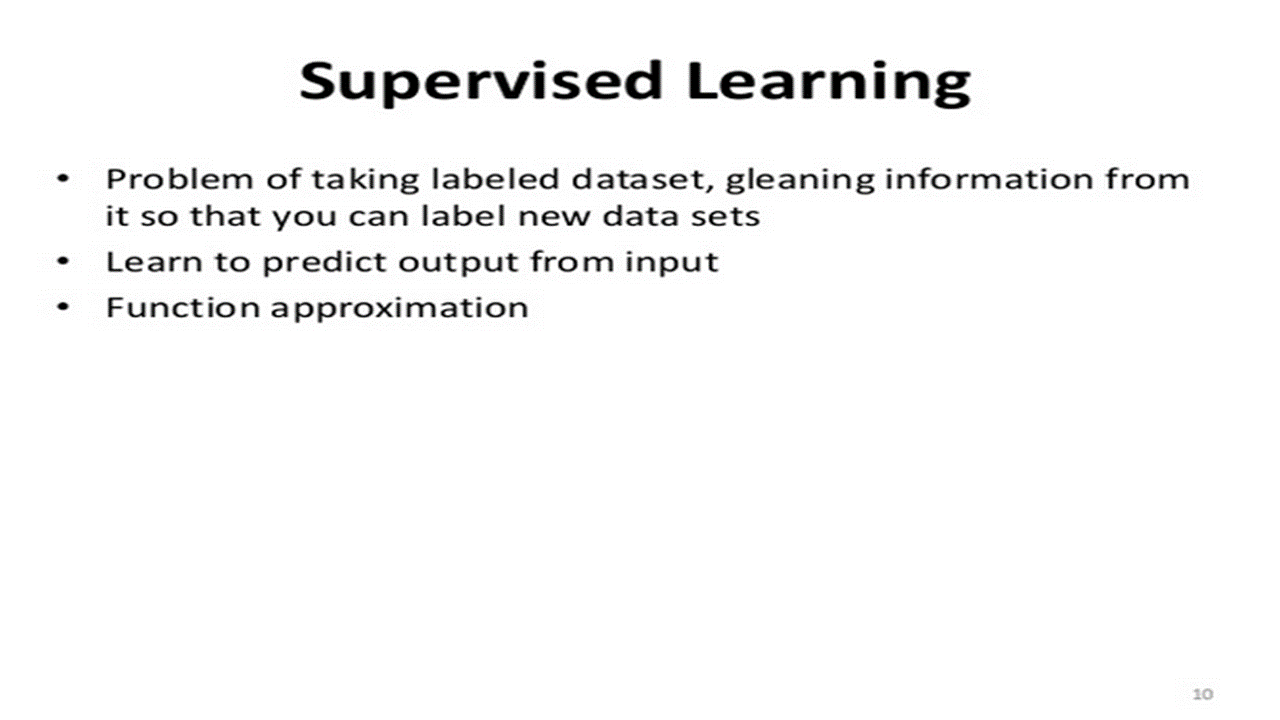 Supervised Learning
• Problem of taking labeled dataset, gleaning information from
it so that you can label new data sets
• Learn to predict output from input
• Function approximation
10